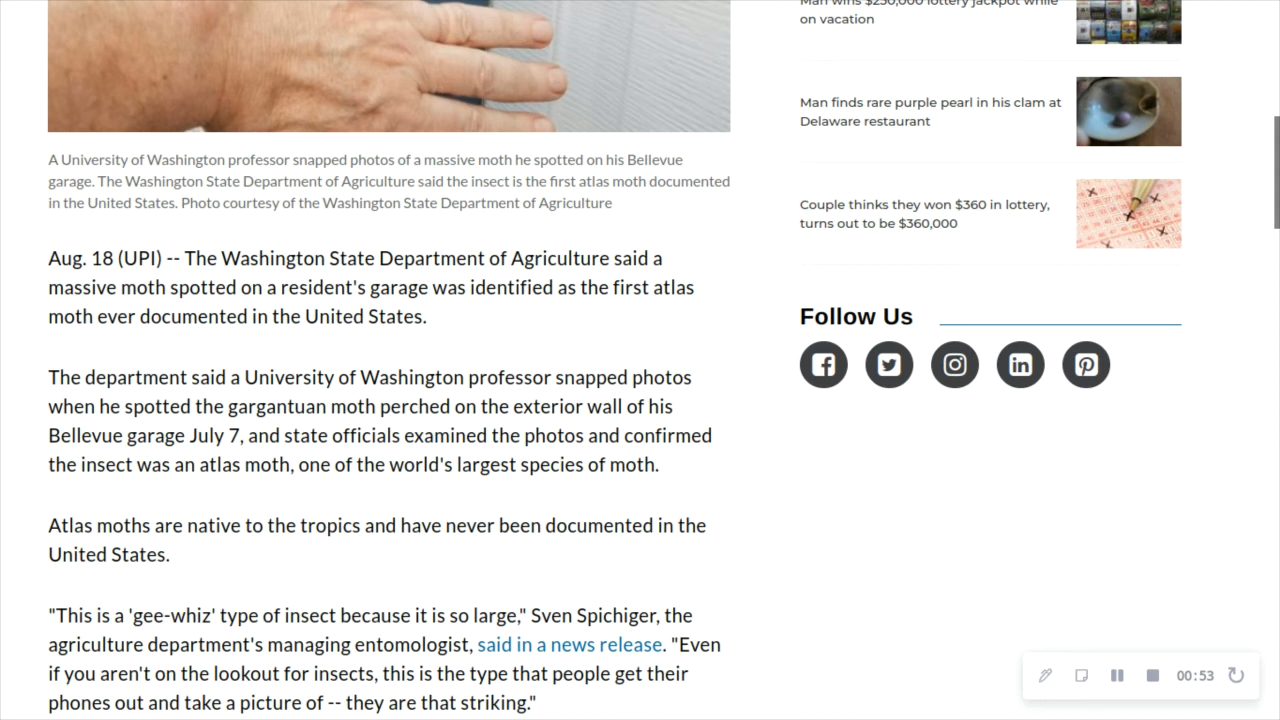 A University of Washington professor snapped photos of a massive moth he spotted on his Bellevue
garage. The Washington State Department of Agriculture said the insect is the first atlas moth documented
in the United States. Photo courtesy of the Washington State Department of Agriculture
Aug. 18 (UPI) -- The Washington State Department of Agriculture said a
massive moth spotted on a resident's garage was identified as the first atlas
moth ever documented in the United States.
The department said a University of Washington professor snapped photos
when he spotted the gargantuan moth perched on the exterior wall of his
Bellevue garage July 7, and state officials examined the photos and confirmed
the insect was an atlas moth, one of the world's largest species of moth.
Atlas moths are native to the tropics and have never been documented in the
United States.
"This is a 'gee-whiz' type of insect because it is so large," Sven Spichiger, the
agriculture department's managing entomologist, said in a news release. "Even
if you aren't on the lookout for insects, this is the type that people get their
phones out and take a picture of -- they are that striking."
Man wins $250,000 lottery jackpot while
on vacation
Man finds rare purple pearl in his clam at
Delaware restaurant
Couple thinks they won $360 in lottery,
turns out to be $360,000
Follow Us
00:53